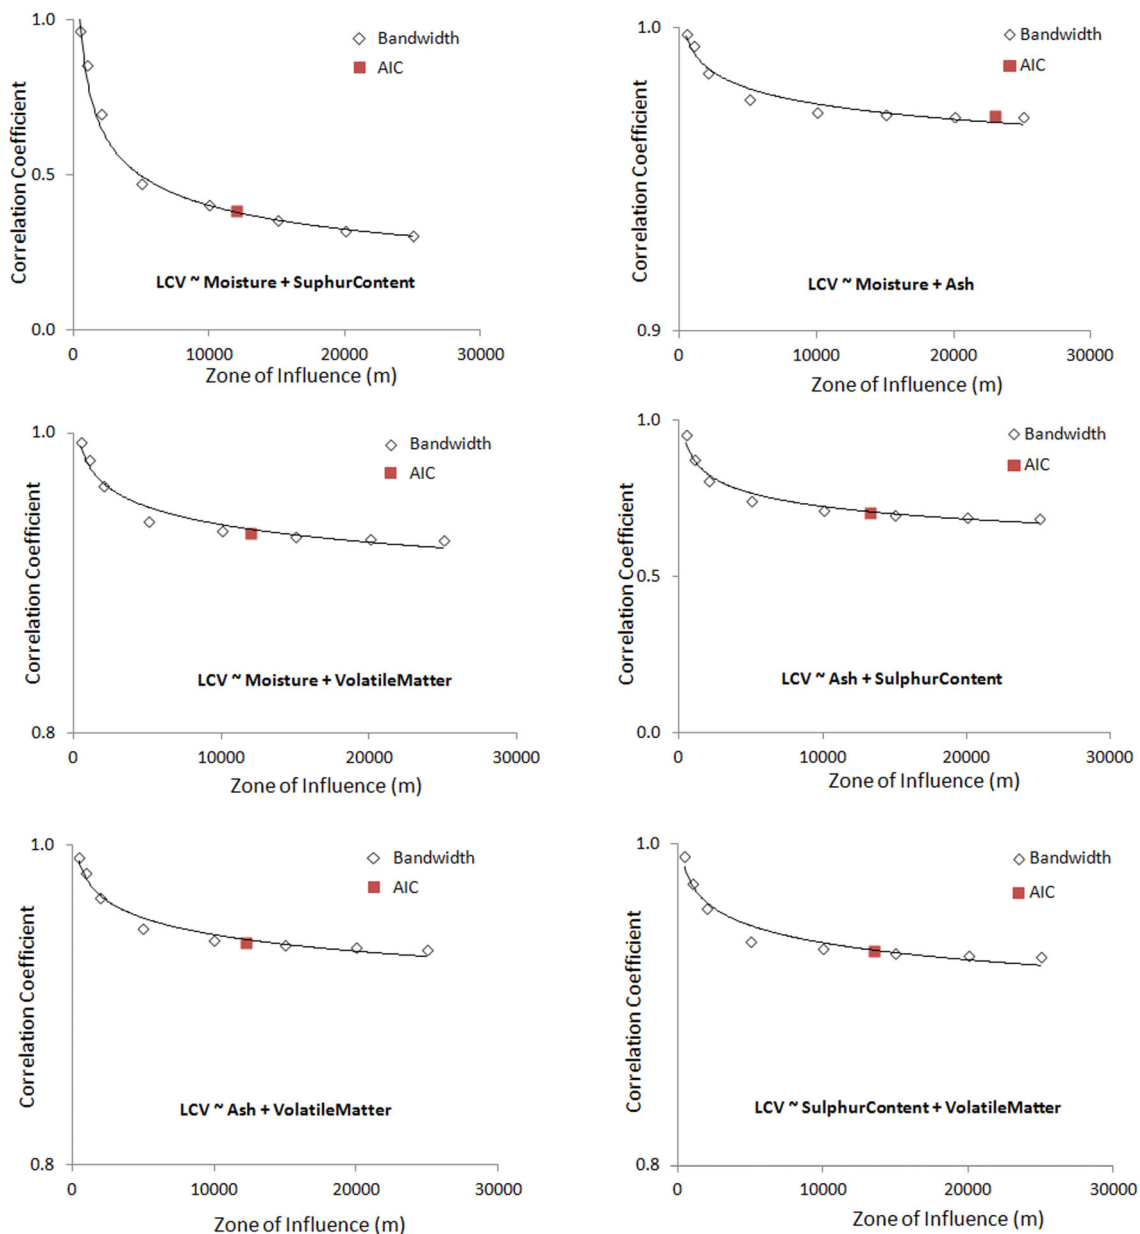 1.0
Bandwidth
AIC
0.5
0.0
Correlation Coefficient
LCV ~ Moisture + SuphurContent
0 10000 20000 30000
Zone of Influence (m)
1.0
Bandwidth
AIC
0.9
Correlation Coefficient
LCV ~ Moisture + Ash
0 10000 20000 30000
Zone of Influence (m)
1.0
Bandwidth
AIC
0.8
Correlation Coefficient
LCV ~ Moisture + VolatileMatter
0 10000 20000 30000
Zone of Influence (m)
1.0
Bandwidth
AIC
0.5
0.0
Correlation Coefficient
LCV ~ Ash + SulphurContent
0 10000 20000 30000
Zone of Influence (m)
1.0
Bandwidth
AIC
0.8
Correlation Coefficient
LCV ~ Ash + VolatileMatter
0 10000 20000 30000
Zone of Influence (m)
1.0
Bandwidth
AIC
0.8
Correlation Coefficient
LCV ~ SulphurContent + VolatileMatter
0 10000 20000 30000
Zone of Influence (m)